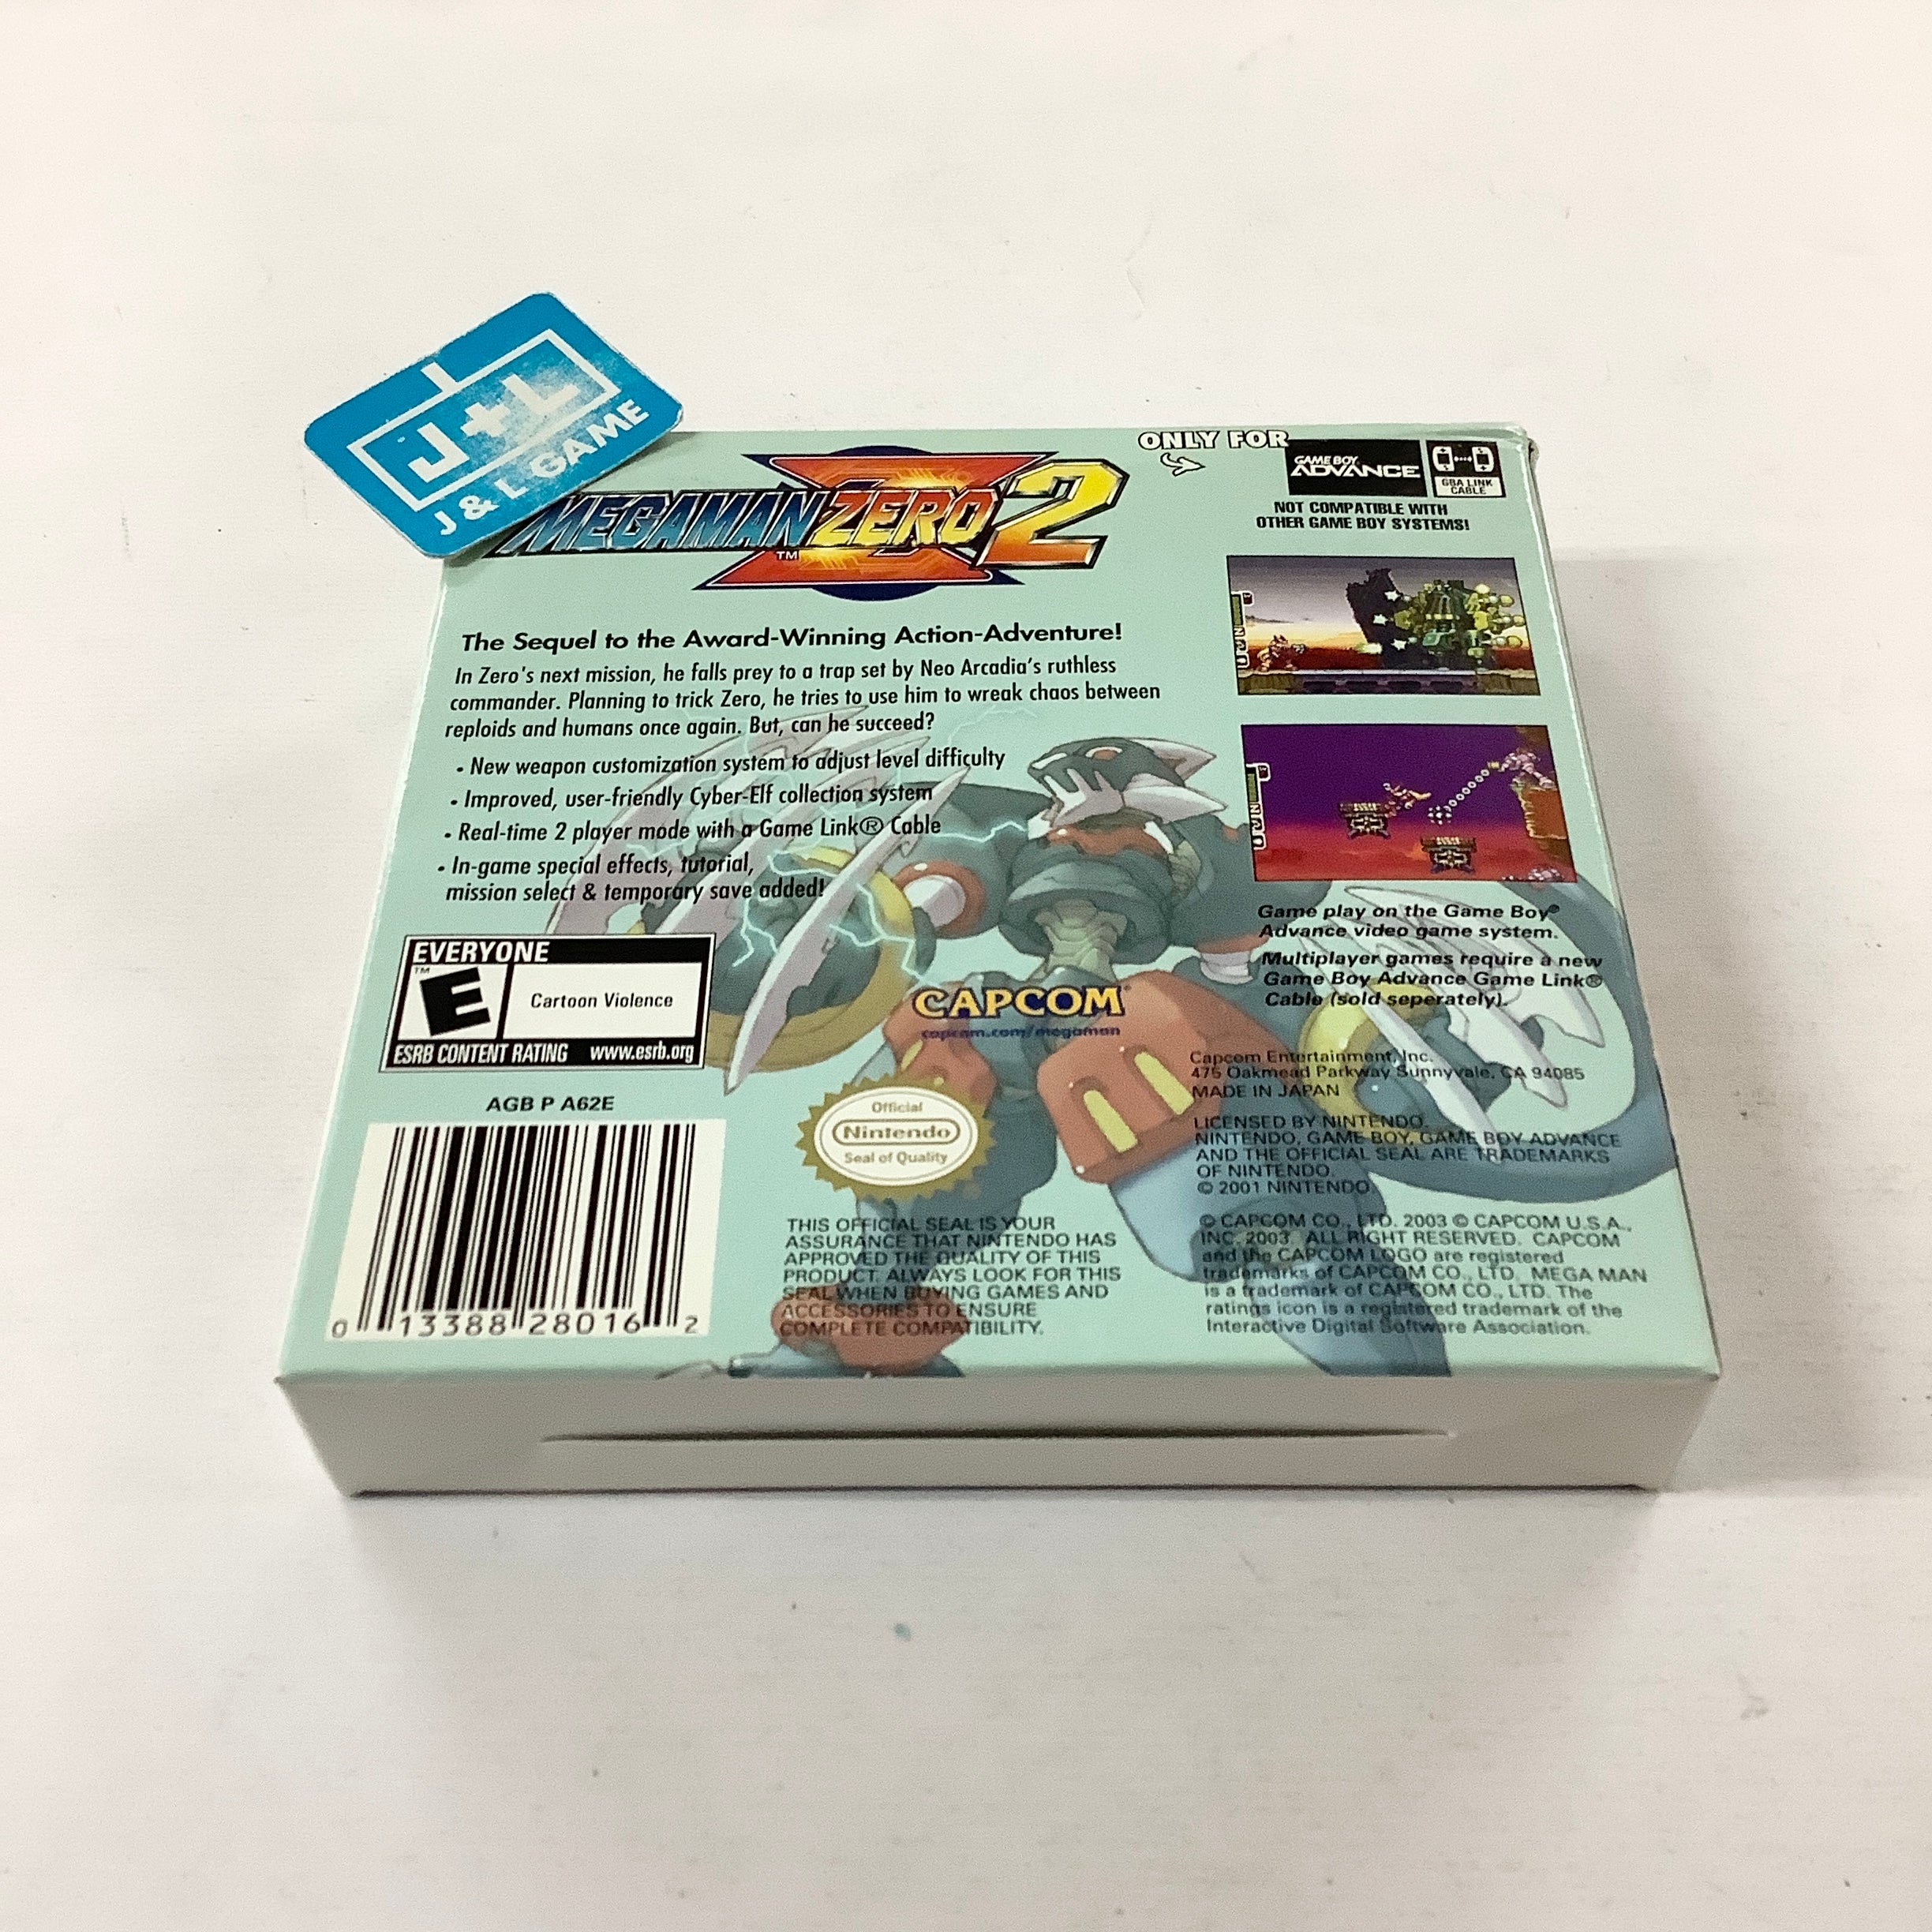 J+L
J & L GAME
MEGAMAN ZERO 2
TM
ONLY FOR
GAME BOY
ADVANCE
GBA LINK
CABLE
NOT COMPATIBLE WITH
OTHER GAME BOY SYSTEMS!
The Sequel to the Award-Winning Action-Adventure!
In Zero's next mission, he falls prey to a trap set by Neo Arcadia's ruthless
commander. Planning to trick Zero, he tries to use him to wreak chaos between
reploids and humans once again. But, can he succeed?
• New weapon customization system to adjust level difficulty
• Improved, user-friendly Cyber-Elf collection system
• Real-time 2 player mode with a Game Link® Cable
• In-game special effects, tutorial,
mission select & temporary save added!
Game play on the Game Boy®
Advance video game system.
Multiplayer games require a new
Game Boy Advance Game Link®
Cable (sold seperately).
EVERYONE
TM
E
Cartoon Violence
ESRB CONTENT RATING www.esrb.org
CAPCOM®
capcom.com/megaman
Capcom Entertainment, Inc.
475 Oakmead Parkway Sunnyvale, CA 94085
MADE IN JAPAN
LICENSED BY NINTENDO.
NINTENDO, GAME BOY, GAME BOY ADVANCE
AND THE OFFICIAL SEAL ARE TRADEMARKS
OF NINTENDO.
© 2001 NINTENDO.
AGB P A62E
0 13388 28016 2
Official
Nintendo
Seal of Quality
THIS OFFICIAL SEAL IS YOUR
ASSURANCE THAT NINTENDO HAS
APPROVED THE QUALITY OF THIS
PRODUCT. ALWAYS LOOK FOR THIS
SEAL WHEN BUYING GAMES AND
ACCESSORIES TO ENSURE
COMPLETE COMPATIBILITY.
© CAPCOM CO., LTD. 2003 © CAPCOM U.S.A.,
INC. 2003. ALL RIGHT RESERVED. CAPCOM
and the CAPCOM LOGO are registered
trademarks of CAPCOM CO., LTD. MEGA MAN
is a trademark of CAPCOM CO., LTD. The
ratings icon is a registered trademark of the
Interactive Digital Software Association.